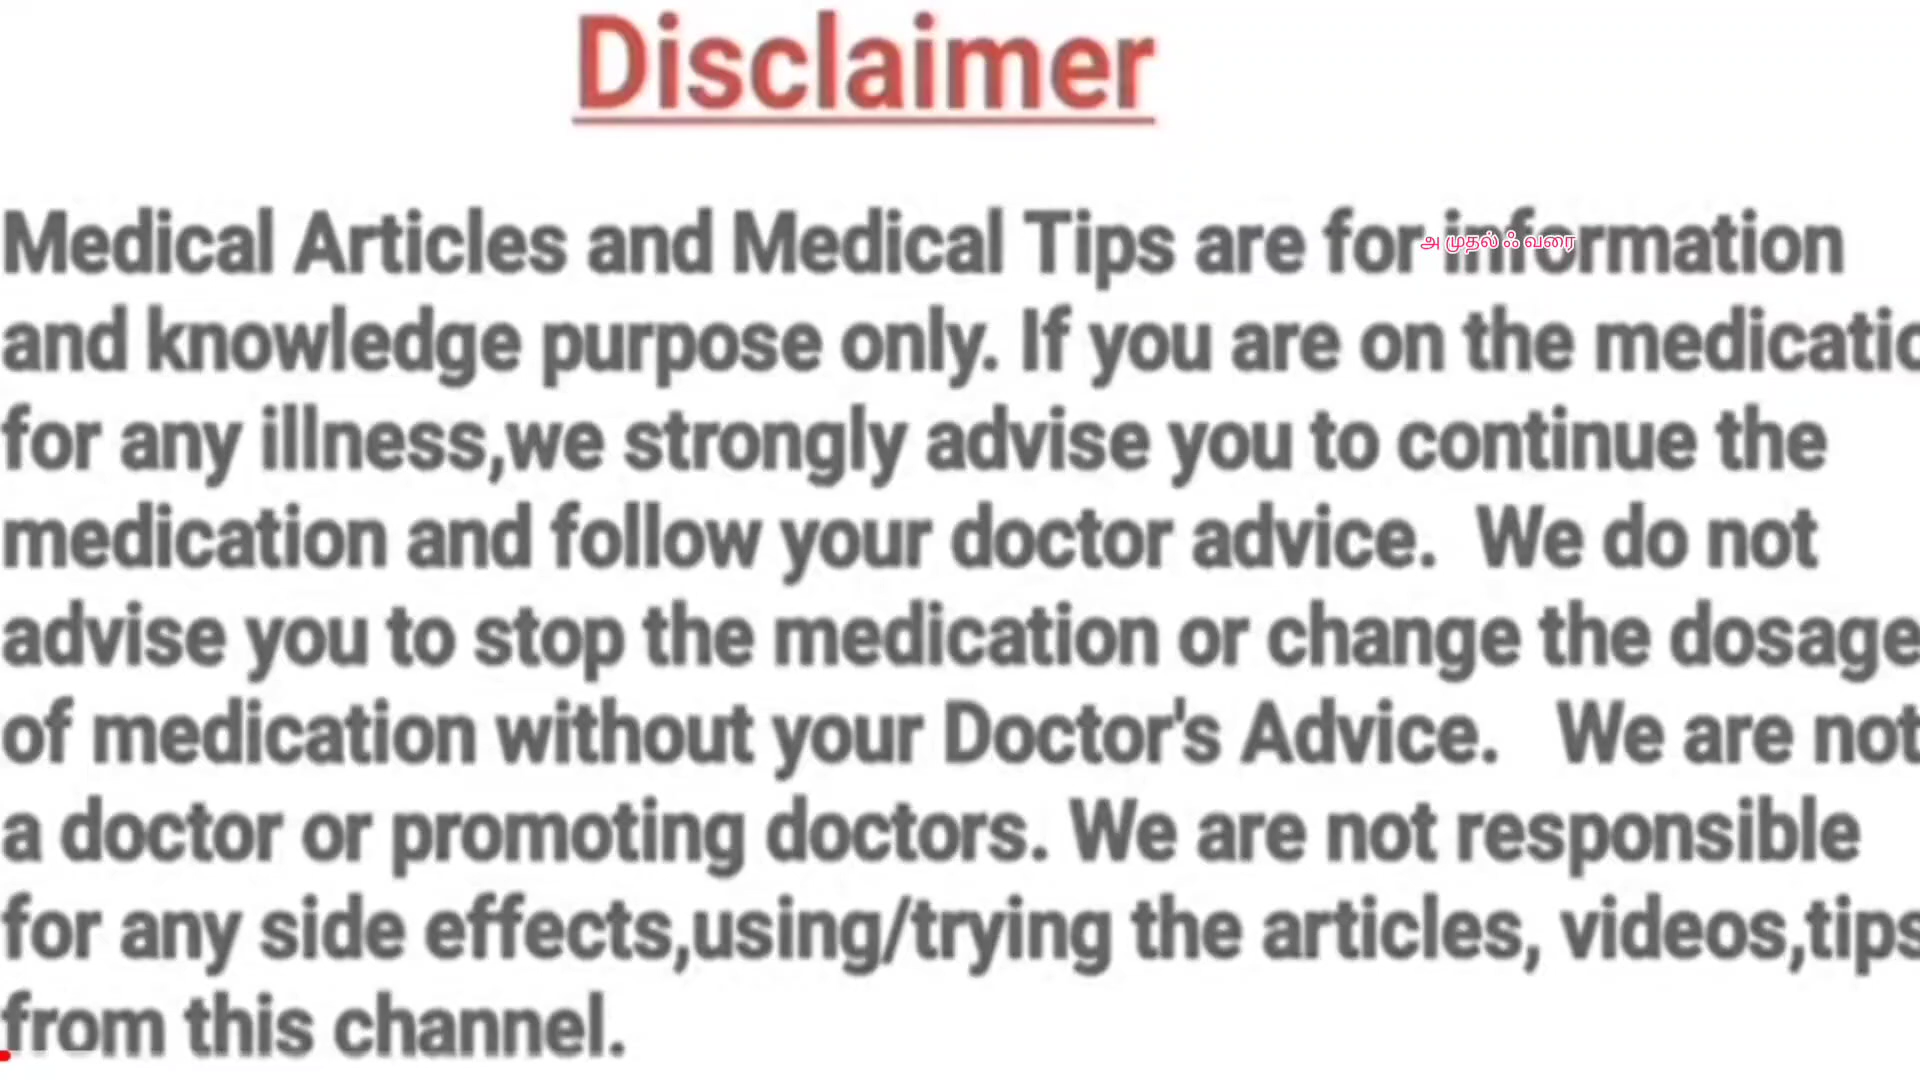 Disclaimer
Medical Articles and Medical Tips are for information
அ முதல் ஃ வரை
and knowledge purpose only. If you are on the medicatio
for any illness,we strongly advise you to continue the
medication and follow your doctor advice.  We do not
advise you to stop the medication or change the dosage
of medication without your Doctor's Advice.   We are not
a doctor or promoting doctors. We are not responsible
for any side effects,using/trying the articles, videos,tips
from this channel.